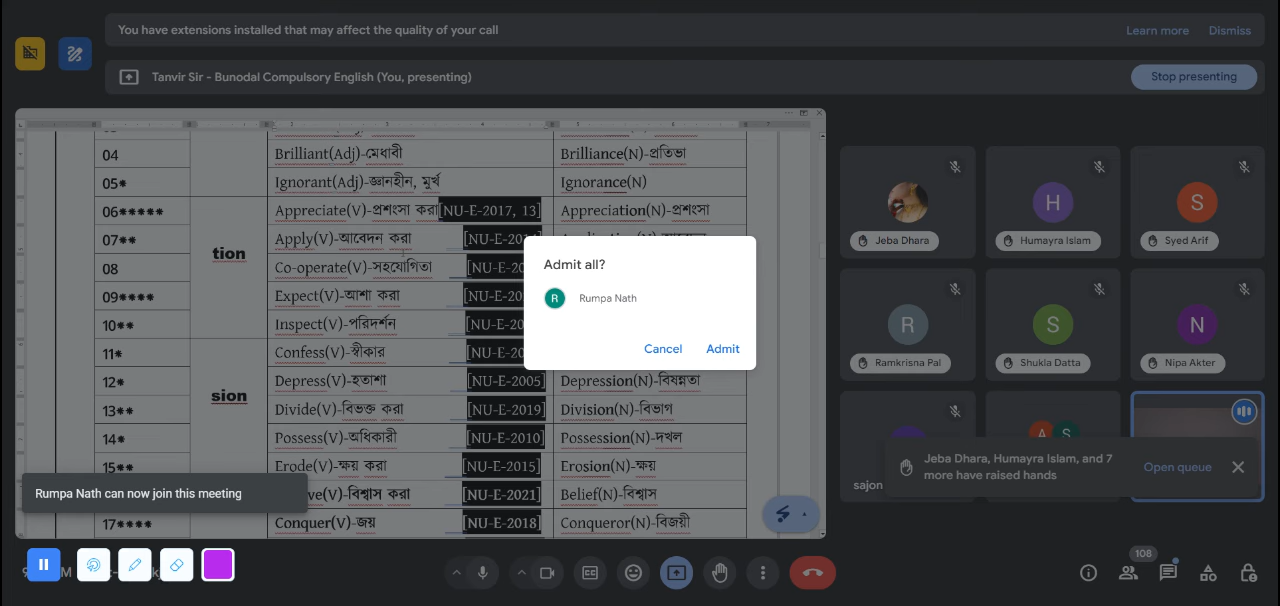 You have extensions installed that may affect the quality of your call
Learn more
Dismiss
Tanvir Sir - Bunodal Compulsory English (You, presenting)
Stop presenting
04 Brilliant(Adj)-মেধাবী Brilliance(N)-প্রতিভা
05* Ignorant(Adj)-জ্ঞানহীন, মূর্খ Ignorance(N)
06***** Appreciate(V)-প্রশংসা করা[NU-E-2017, 13] Appreciation(N)-প্রশংসা
07** Apply(V)-আবেদন করা
tion
08 Co-operate(V)-সহযোগিতা
09**** Expect(V)-আশা করা
10** Inspect(V)-পরিদর্শন
11* Confess(V)-স্বীকার
12* Depress(V)-হতাশা [NU-E-2005] Depression(N)-বিষন্নতা
sion
13** Divide(V)-বিভক্ত করা [NU-E-2019] Division(N)-বিভাগ
14* Possess(V)-অধিকারী [NU-E-2010] Possession(N)-দখল
15** Erode(V)-ক্ষয় করা [NU-E-2015] Erosion(N)-ক্ষয়
ve(V)-বিশ্বাস করা [NU-E-2021] Belief(N)-বিশ্বাস
17**** Conquer(V)-জয় [NU-E-2018] Conqueror(N)-বিজয়ী
Admit all?
R Rumpa Nath
Cancel Admit
Rumpa Nath can now join this meeting
Jeba Dhara
H
Humayra Islam
S
Syed Arif
R
Ramkrisna Pal
S
Shukla Datta
N
Nipa Akter
A S
sajon
Jeba Dhara, Humayra Islam, and 7
more have raised hands
Open queue
108